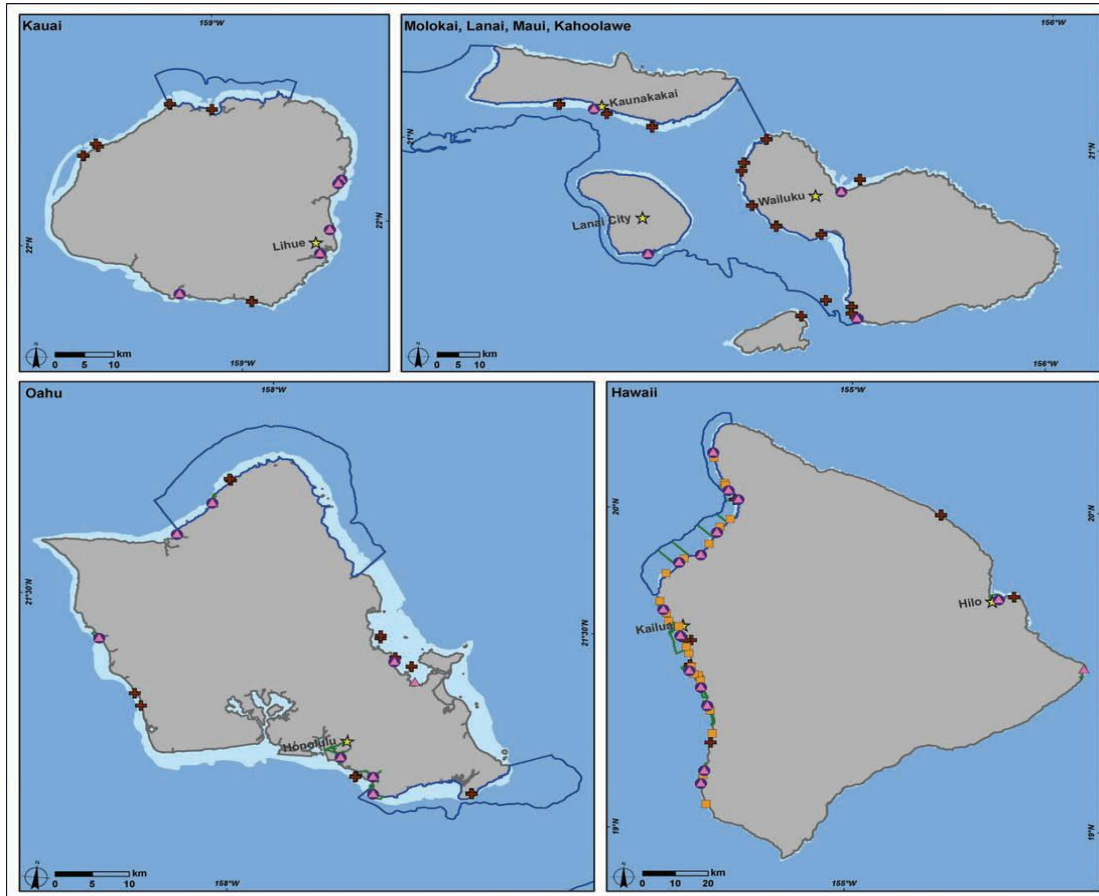 Kauai
159°W
22°N
Lihue
22°N
N
0 5 10 km
159°W
Molokai, Lanai, Maui, Kahoolawe
156°W
Kaunakakai
21°N
21°N
Wailuku
Lanai City
N
0 5 10 km
156°W
Oahu
158°W
21°30'N
21°30'N
Honolulu
N
0 5 10 km
158°W
Hawaii
155°W
20°N
20°N
Hilo
Kailua
19°N
19°N
N
0 10 20 km
155°W